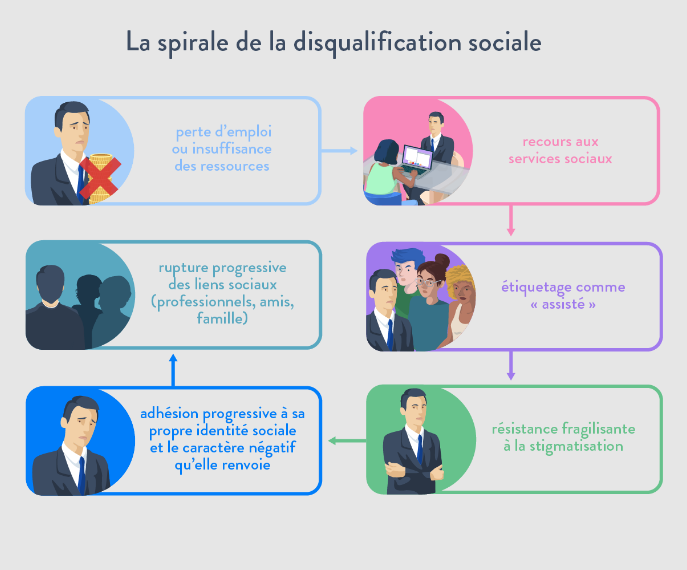 La spirale de la disqualification sociale
perte d'emploi
ou insuffisance
des ressources
recours aux
services sociaux
étiquetage comme
« assisté »
résistance fragilisante
à la stigmatisation
adhésion progressive à sa
propre identité sociale
et le caractère négatif
qu'elle renvoie
rupture progressive
des liens sociaux
(professionnels, amis,
famille)